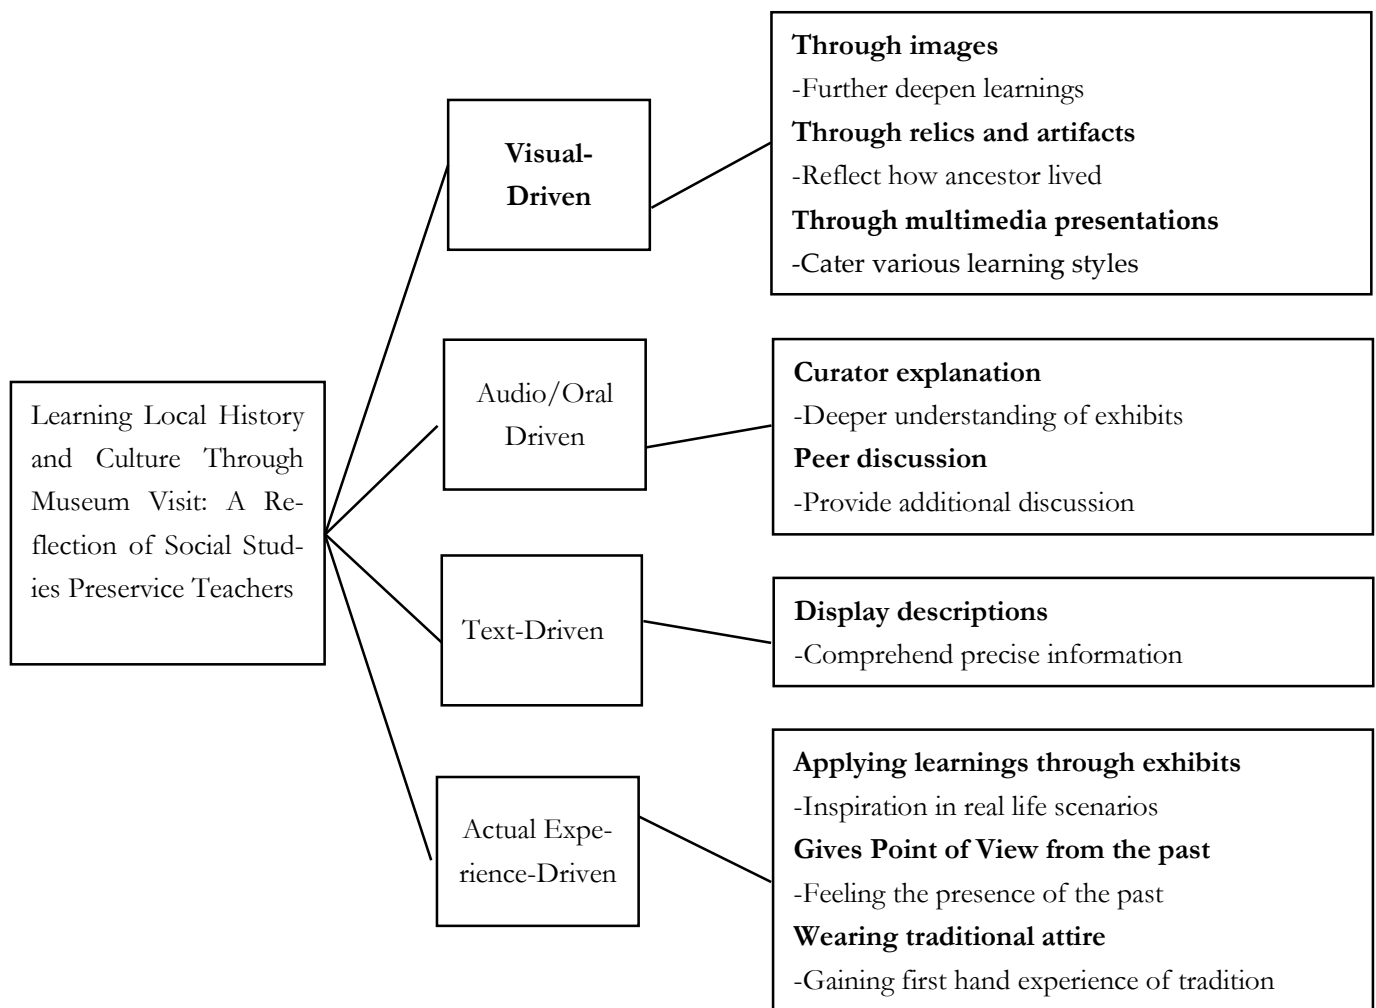 Learning Local History
and Culture Through
Museum Visit: A Re-
flection of Social Stud-
ies Preservice Teachers
Visual-
Driven
Through images
-Further deepen learnings
Through relics and artifacts
-Reflect how ancestor lived
Through multimedia presentations
-Cater various learning styles
Audio/Oral
Driven
Curator explanation
-Deeper understanding of exhibits
Peer discussion
-Provide additional discussion
Text-Driven
Display descriptions
-Comprehend precise information
Actual Expe-
rience-Driven
Applying learnings through exhibits
-Inspiration in real life scenarios
Gives Point of View from the past
-Feeling the presence of the past
Wearing traditional attire
-Gaining first hand experience of tradition